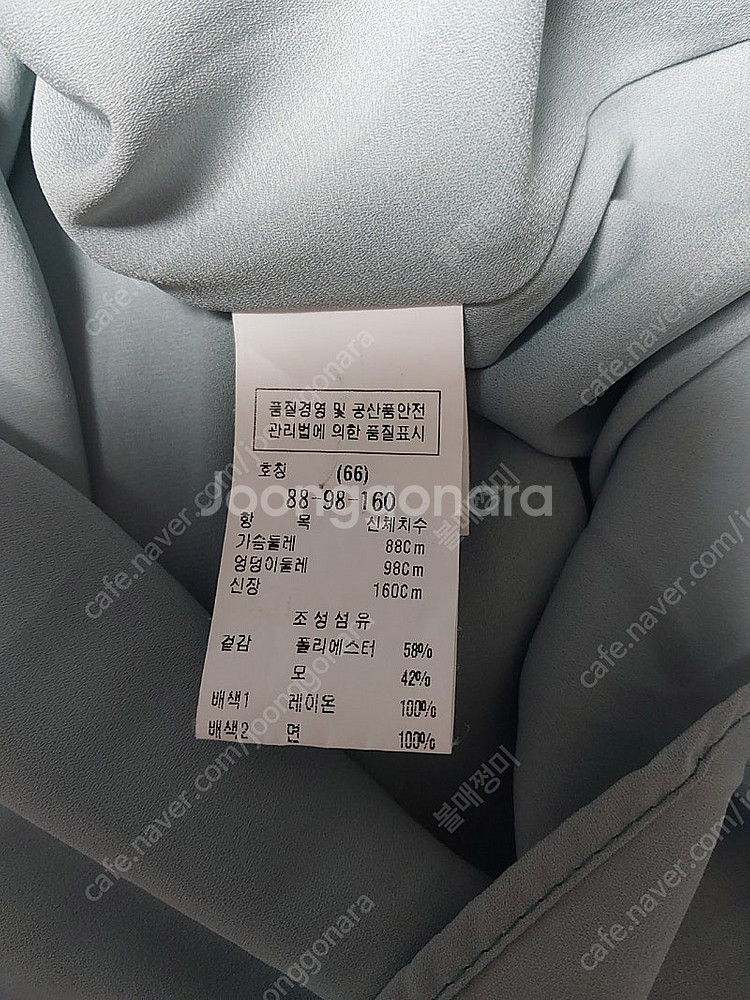 품질경영 및 공산품안전
관리법에 의한 품질표시
호칭 (66)
88-98-160
항 목 신체치수
가슴둘레 88Cm
엉덩이둘레 98Cm
신장 160Cm
조성섬유
겉감 폴리에스터 58%
모 42%
배색1 레이온 100%
배색2 면 100%
Joonggonara
cafe.naver.com/joonggonara
볼매쩡미